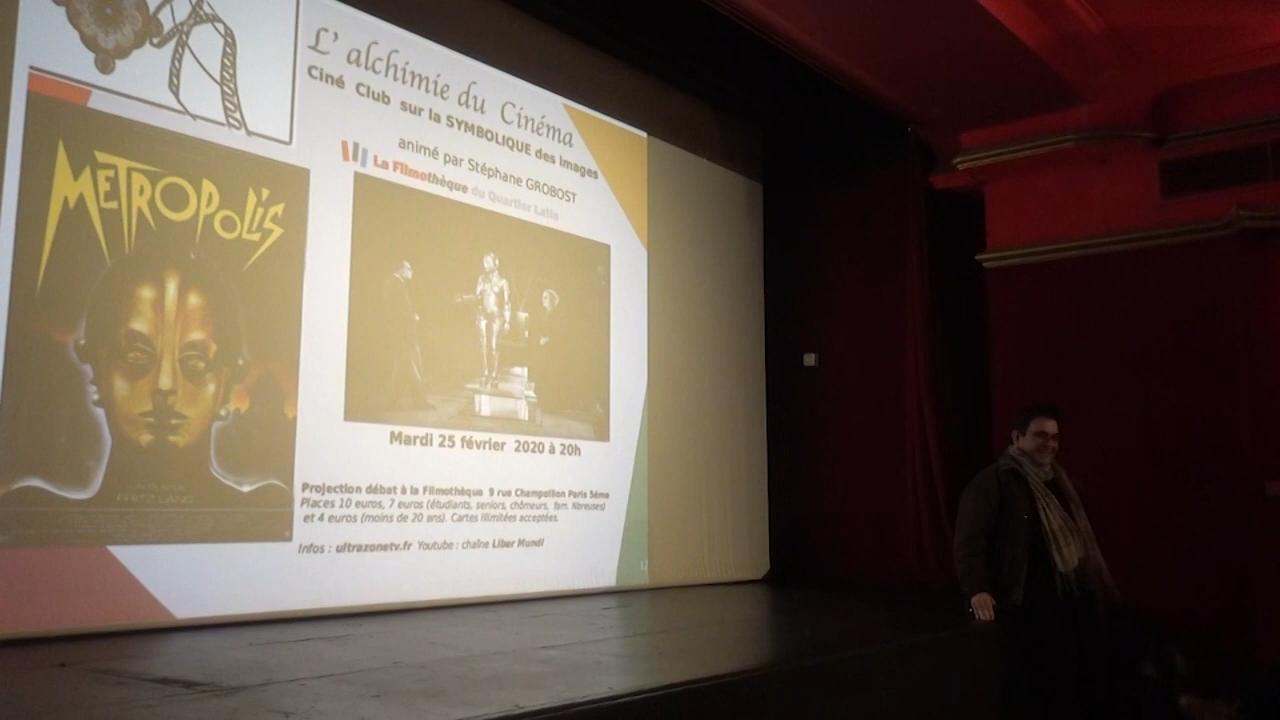 L' alchimie du Cinéma
Ciné Club sur la SYMBOLIQUE des Images
animé par Stéphane GROBOST
La Filmothèque du Quartier Latin
METROPOLIS
FRITZ LANG
Mardi 25 février 2020 à 20h
Projection débat à la Filmothèque 9 rue Champollion Paris 5éme
Places 10 euros, 7 euros (étudiants, seniors, chômeurs, fam. Nbreuses)
et 4 euros (moins de 20 ans). Cartes illimitées acceptées.
Infos : ultrazonetv.fr Youtube : chaîne Liber Mundi
12